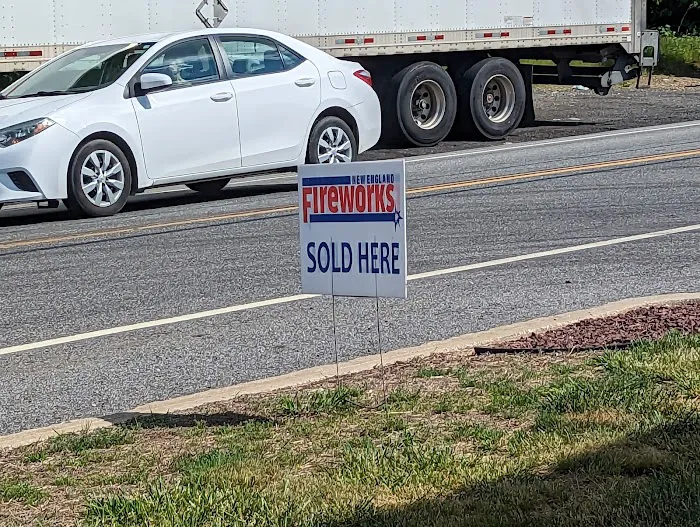 NEW ENGLAND
FIREWORKS
SOLD HERE